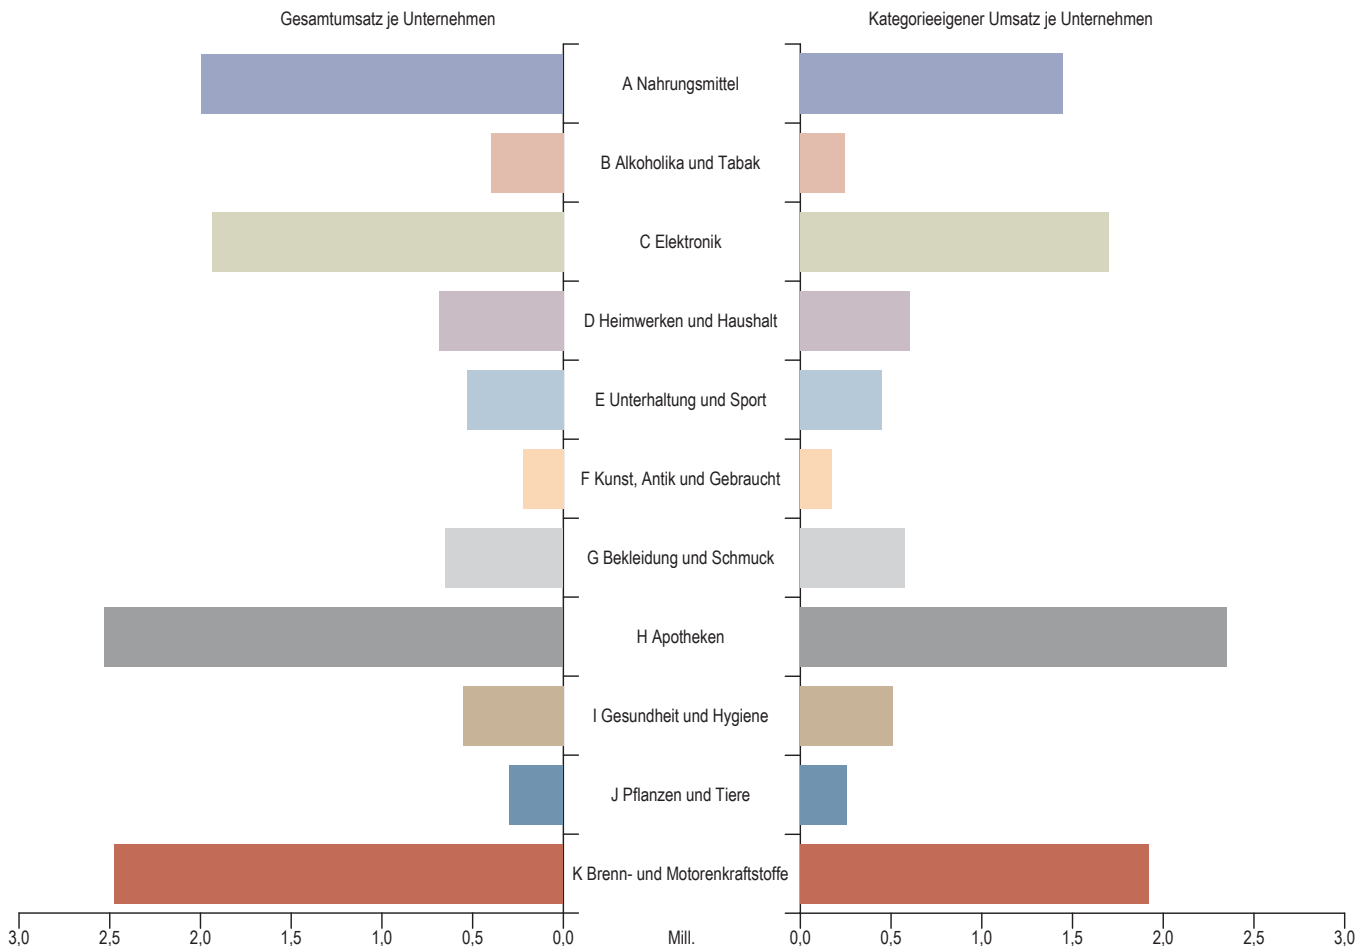 Gesamtumsatz je Unternehmen
Kategorieeigener Umsatz je Unternehmen
A Nahrungsmittel
B Alkoholika und Tabak
C Elektronik
D Heimwerken und Haushalt
E Unterhaltung und Sport
F Kunst, Antik und Gebraucht
G Bekleidung und Schmuck
H Apotheken
I Gesundheit und Hygiene
J Pflanzen und Tiere
K Brenn- und Motorenkraftstoffe
3,0 2,5 2,0 1,5 1,0 0,5 0,0 Mill. 0,0 0,5 1,0 1,5 2,0 2,5 3,0